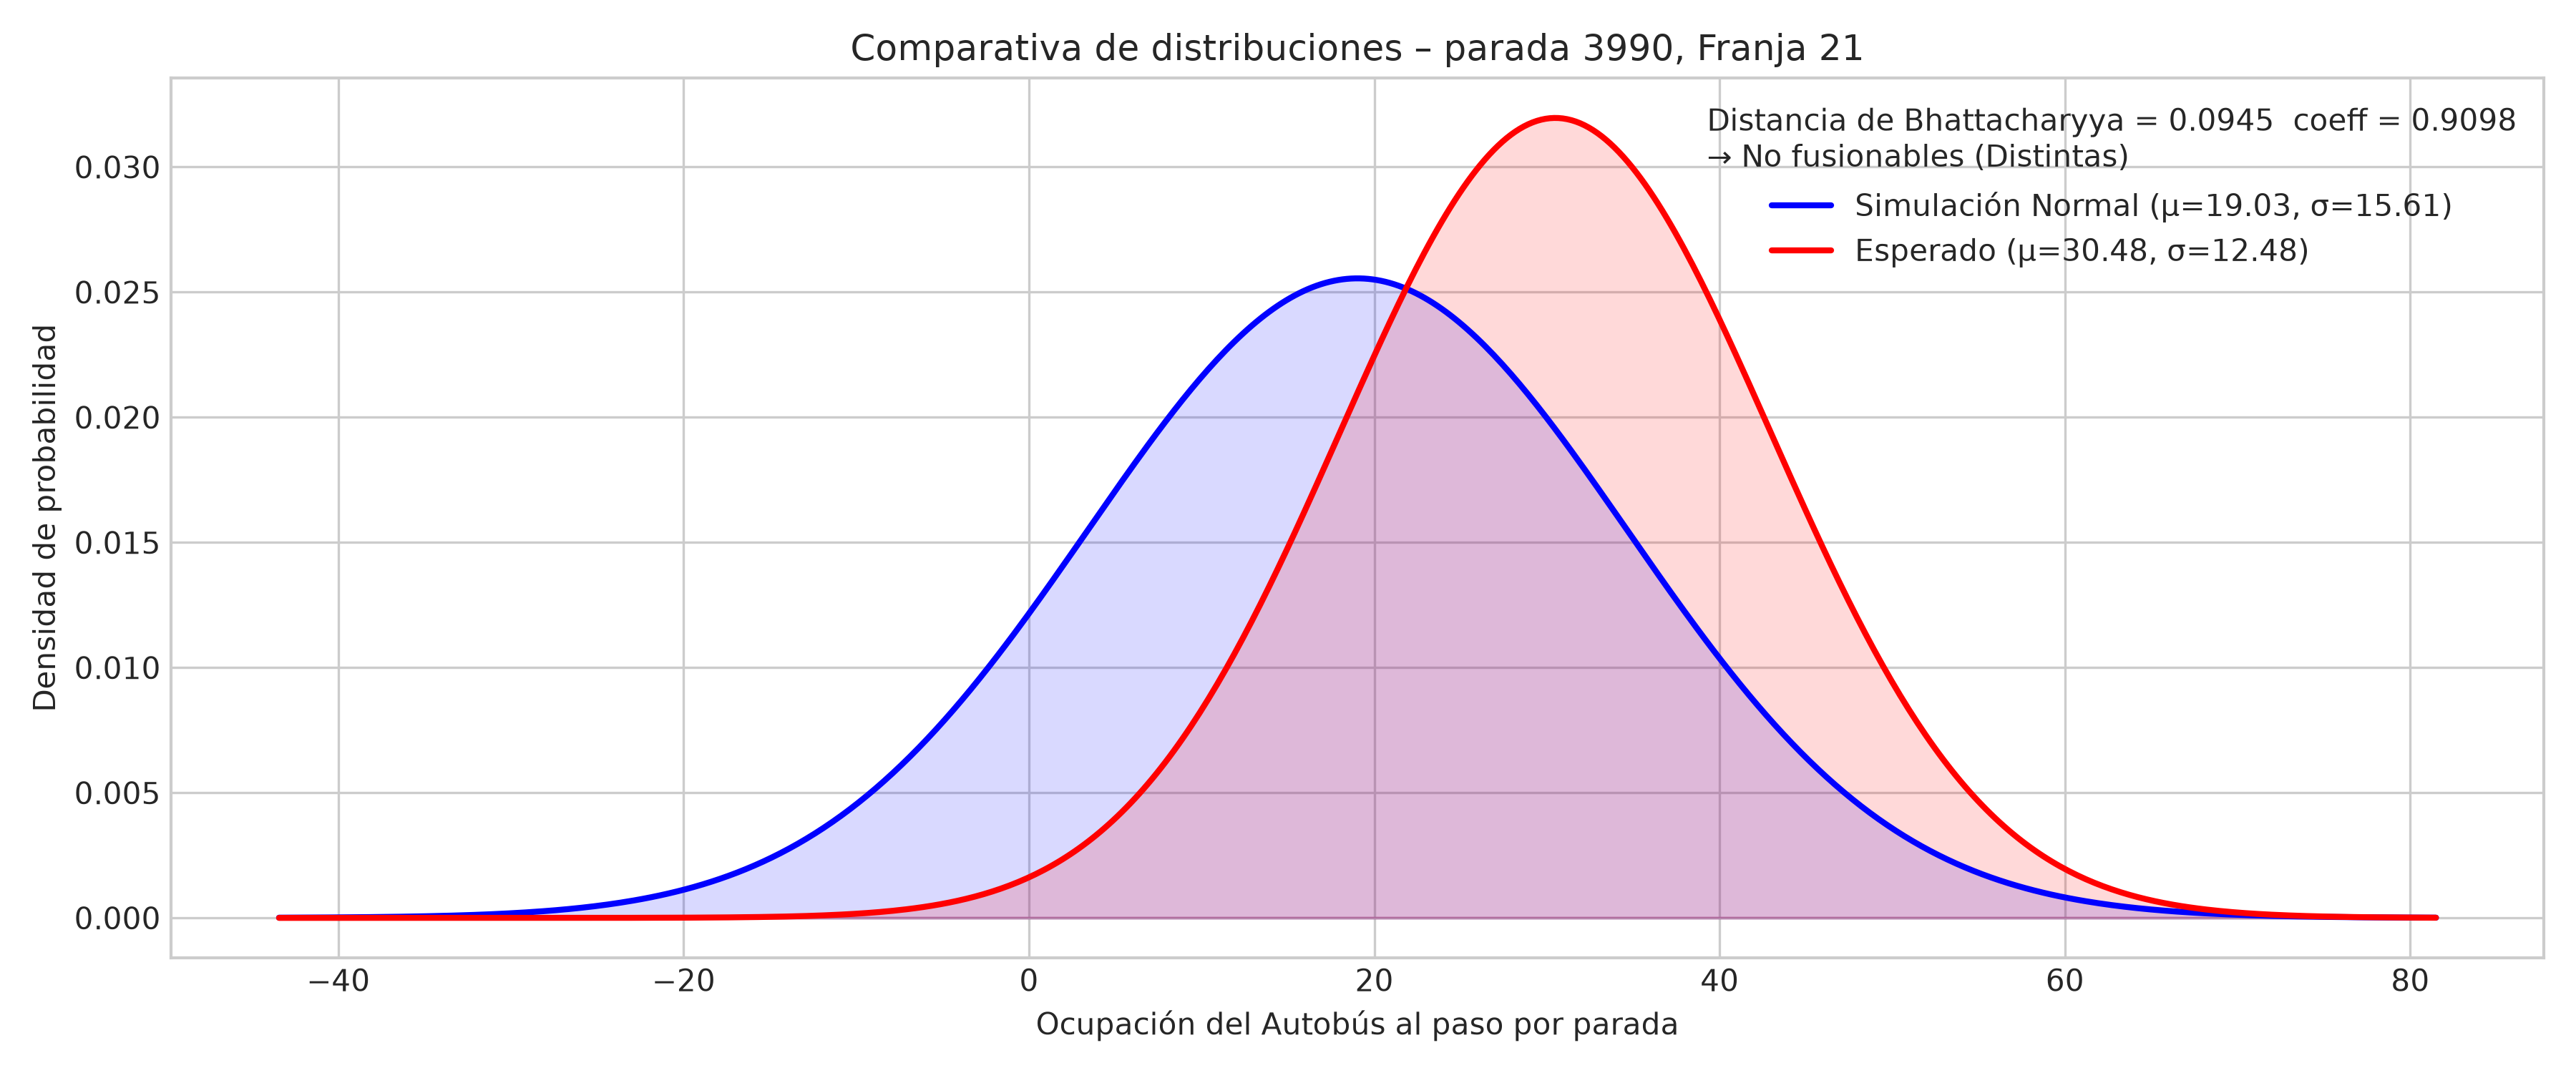 Comparativa de distribuciones – parada 3990, Franja 21
Distancia de Bhattacharyya = 0.0945  coeff = 0.9098
→ No fusionables (Distintas)
Simulación Normal (μ=19.03, σ=15.61)
Esperado (μ=30.48, σ=12.48)
Densidad de probabilidad
0.030
0.025
0.020
0.015
0.010
0.005
0.000
−40 −20 0 20 40 60 80
Ocupación del Autobús al paso por parada